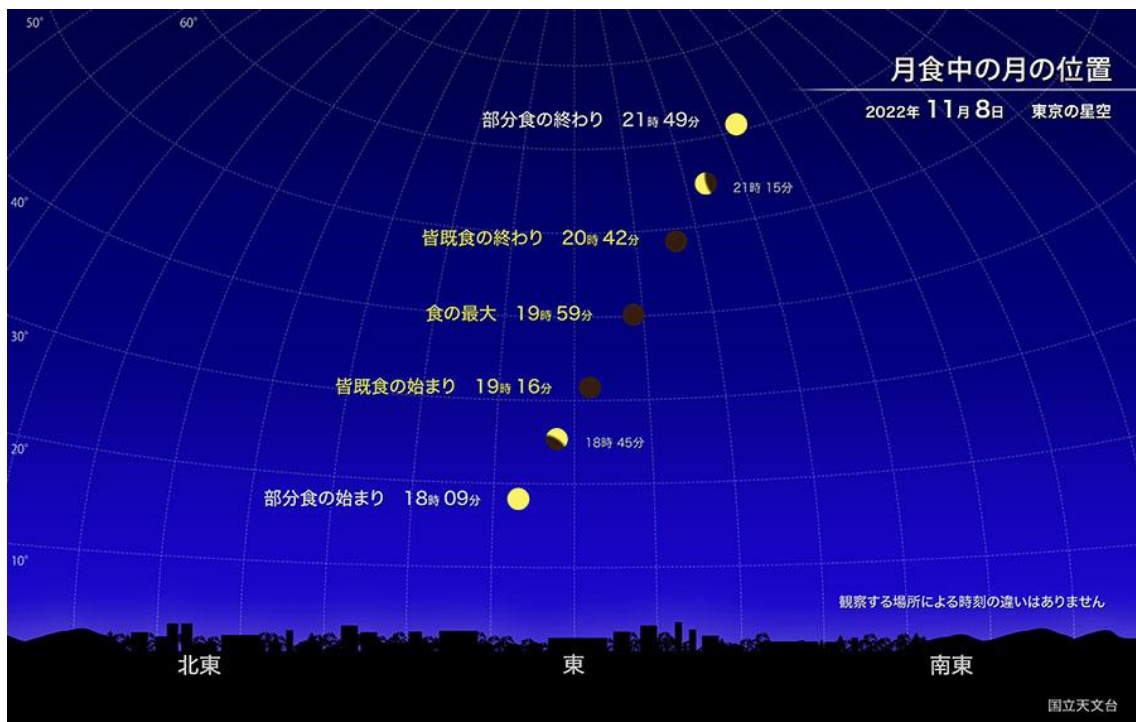 50°
60°
月食中の月の位置
2022年 11月 8日 東京の星空
部分食の終わり 21時 49分
21時 15分
40°
皆既食の終わり 20時 42分
食の最大 19時 59分
30°
皆既食の始まり 19時 16分
18時 45分
20°
部分食の始まり 18時 09分
10°
観察する場所による時刻の違いはありません
北東
東
南東
国立天文台